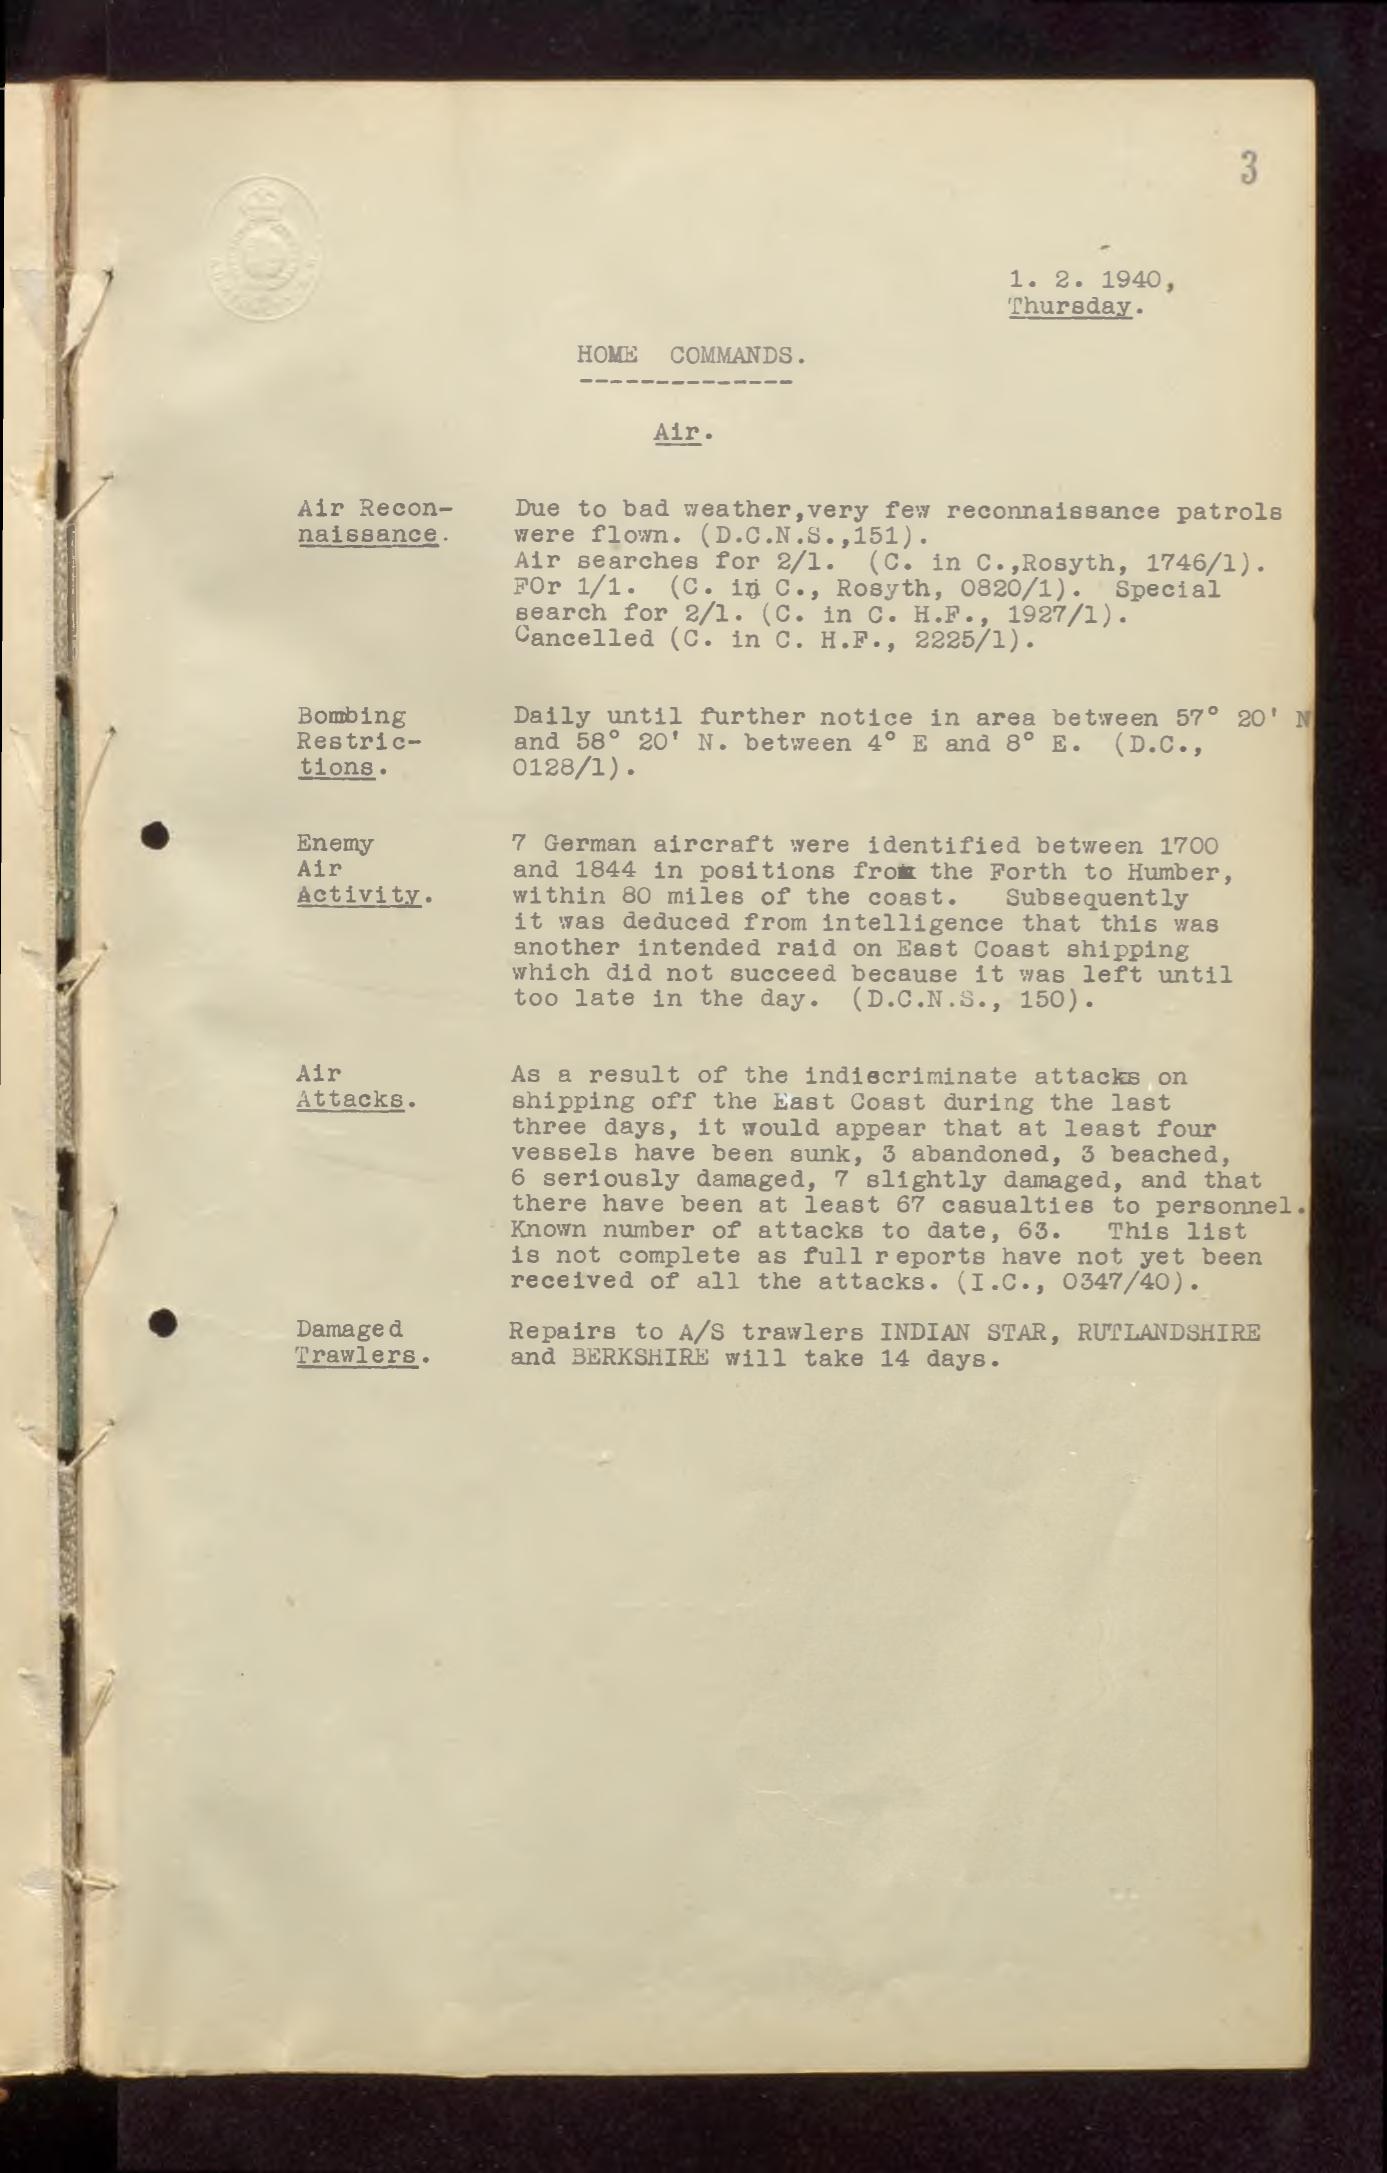 3
1. 2. 1940,
Thursday.
HOME COMMANDS.
---------------
Air.
Air Recon-
naissance.
Due to bad weather,very few reconnaissance patrols
were flown. (D.C.N.S.,151).
Air searches for 2/1. (C. in C.,Rosyth, 1746/1).
FOr 1/1. (C. in C., Rosyth, 0820/1). Special
search for 2/1. (C. in C. H.F., 1927/1).
Cancelled (C. in C. H.F., 2225/1).
Bombing
Restric-
tions.
Daily until further notice in area between 57° 20' N
and 58° 20' N. between 4° E and 8° E. (D.C.,
0128/1).
Enemy
Air
Activity.
7 German aircraft were identified between 1700
and 1844 in positions from the Forth to Humber,
within 80 miles of the coast. Subsequently
it was deduced from intelligence that this was
another intended raid on East Coast shipping
which did not succeed because it was left until
too late in the day. (D.C.N.S., 150).
Air
Attacks.
As a result of the indiscriminate attacks on
shipping off the East Coast during the last
three days, it would appear that at least four
vessels have been sunk, 3 abandoned, 3 beached,
6 seriously damaged, 7 slightly damaged, and that
there have been at least 67 casualties to personnel.
Known number of attacks to date, 63. This list
is not complete as full r eports have not yet been
received of all the attacks. (I.C., 0347/40).
Damaged
Trawlers.
Repairs to A/S trawlers INDIAN STAR, RUTLANDSHIRE
and BERKSHIRE will take 14 days.